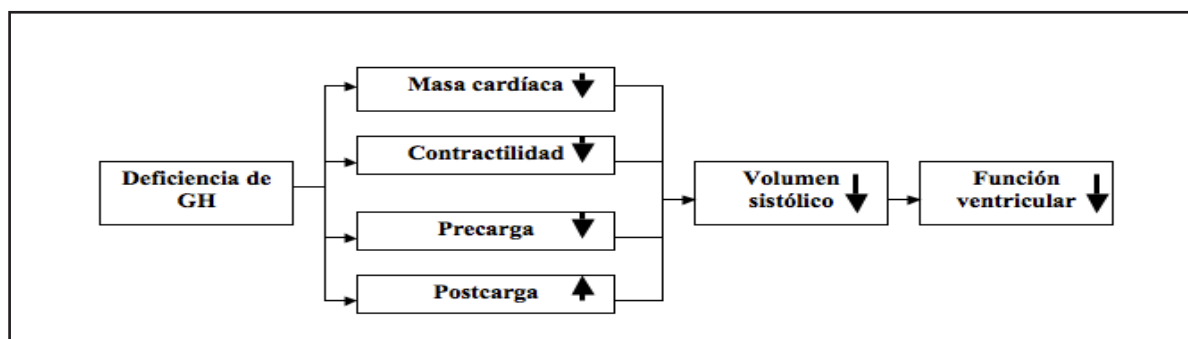 Masa cardíaca
Contractilidad
Deficiencia de
GH
Volumen
sistólico
Función
ventricular
Precarga
Postcarga